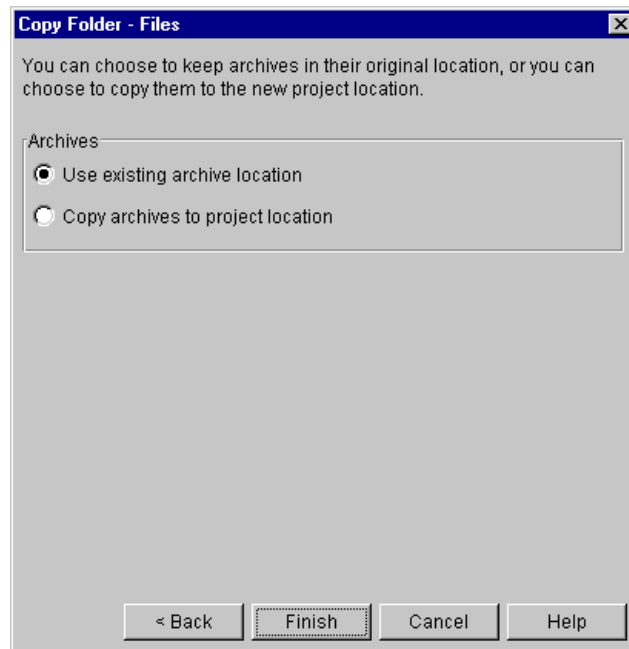 Copy Folder - Files
You can choose to keep archives in their original location, or you can
choose to copy them to the new project location.
Archives
Use existing archive location
Copy archives to project location
< Back Finish Cancel Help